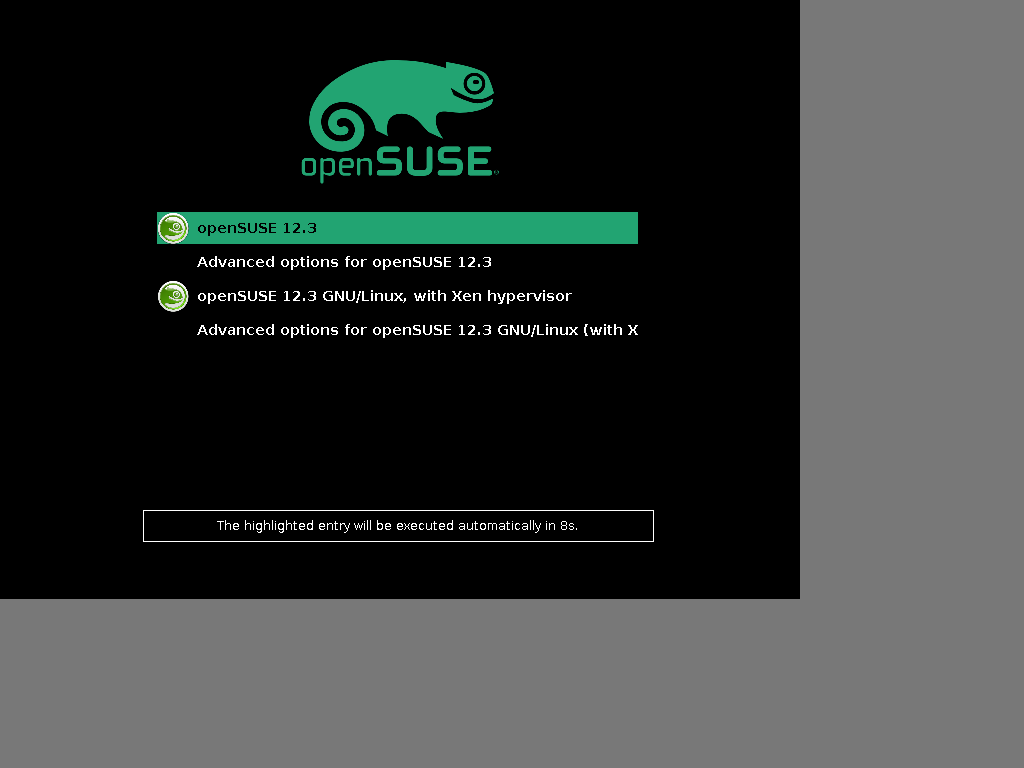 openSUSE
openSUSE 12.3
Advanced options for openSUSE 12.3
openSUSE 12.3 GNU/Linux, with Xen hypervisor
Advanced options for openSUSE 12.3 GNU/Linux (with X
The highlighted entry will be executed automatically in 8s.